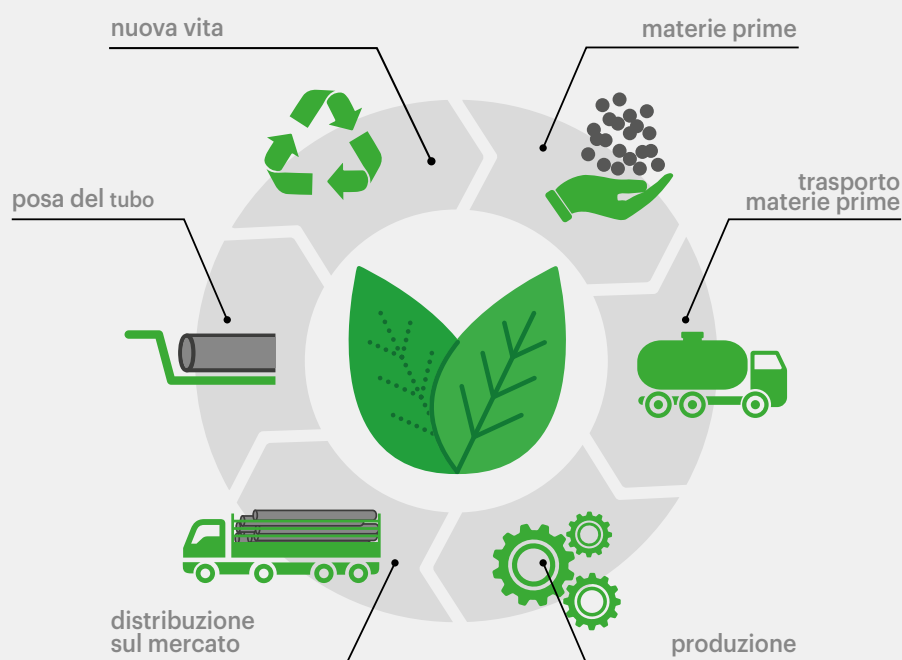 nuova vita
materie prime
posa del tubo
trasporto
materie prime
distribuzione
sul mercato
produzione